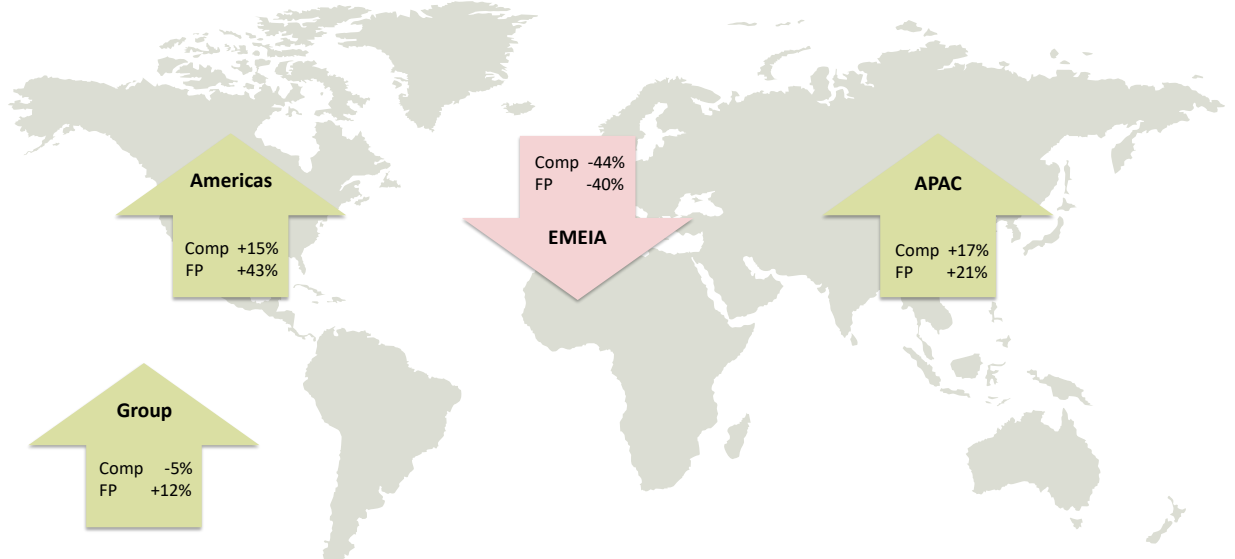 Americas
Comp +15%
FP +43%
Comp -44%
FP -40%
EMEIA
APAC
Comp +17%
FP +21%
Group
Comp -5%
FP +12%